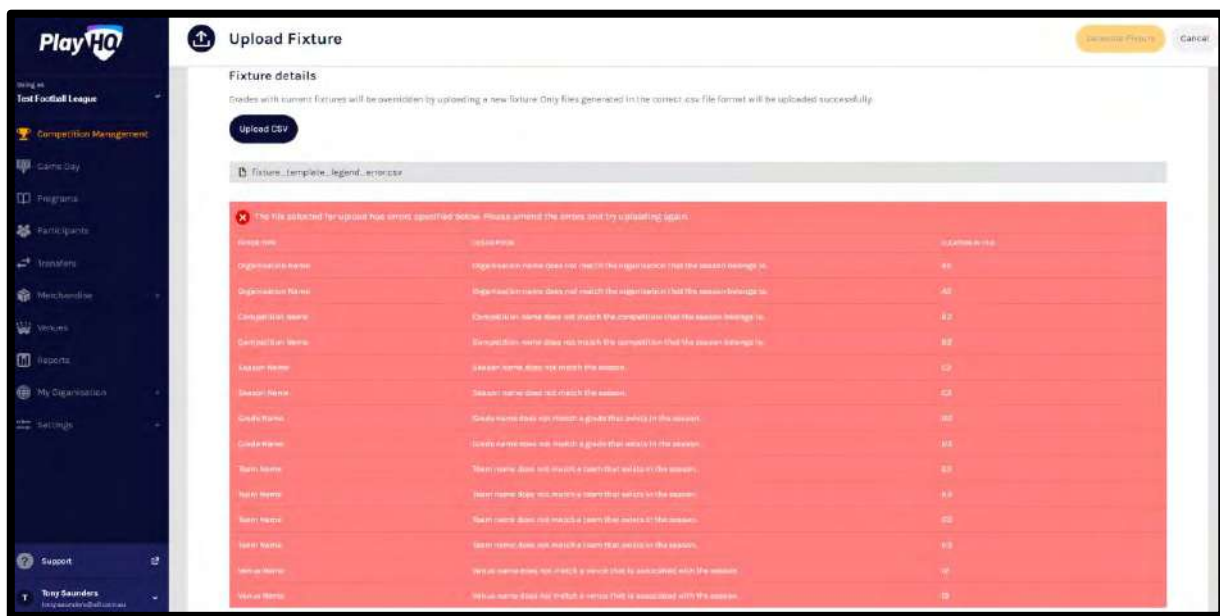 PlayHQ
Upload Fixture
Generate Fixture
Cancel
Using as
Test Football League
Competition Management
Game Day
Programs
Participants
Transfers
Merchandise
Venues
Reports
My Organisation
Settings
Support
Tony Saunders
Fixture details
Grades with current fixtures will be overridden by uploading a new fixture. Only files generated in the correct .csv file format will be uploaded successfully.
Upload CSV
fixture_template_legend_error.csv
The file selected for upload has errors specified below. Please amend the errors and try uploading again.
Organisation Name Organisation name does not match the organisation that the season belongs to.
Organisation Name Organisation name does not match the organisation that the season belongs to. A2
Competition Name Competition name does not match the competition that the season belongs to.
Competition Name Competition name does not match the competition that the season belongs to.
Season Name Season name does not match the season.
Season Name Season name does not match the season.
Grade Name Grade name does not match a grade that exists in the season.
Grade Name Grade name does not match a grade that exists in the season.
Team Name Team name does not match a team that exists in the season.
Team Name Team name does not match a team that exists in the season.
Team Name Team name does not match a team that exists in the season.
Team Name Team name does not match a team that exists in the season.
Venue Name Venue name does not match a venue that is associated with the season.
Venue Name Venue name does not match a venue that is associated with the season.